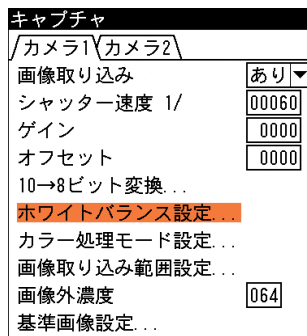 キャプチャ
カメラ1 カメラ2
画像取り込み あり▼
シャッター速度 1/ 00060
ゲイン 0000
オフセット 0000
10→8ビット変換...
ホワイトバランス設定...
カラー処理モード設定...
画像取り込み範囲設定...
画像外濃度 064
基準画像設定...